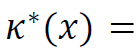 κ*(x) =